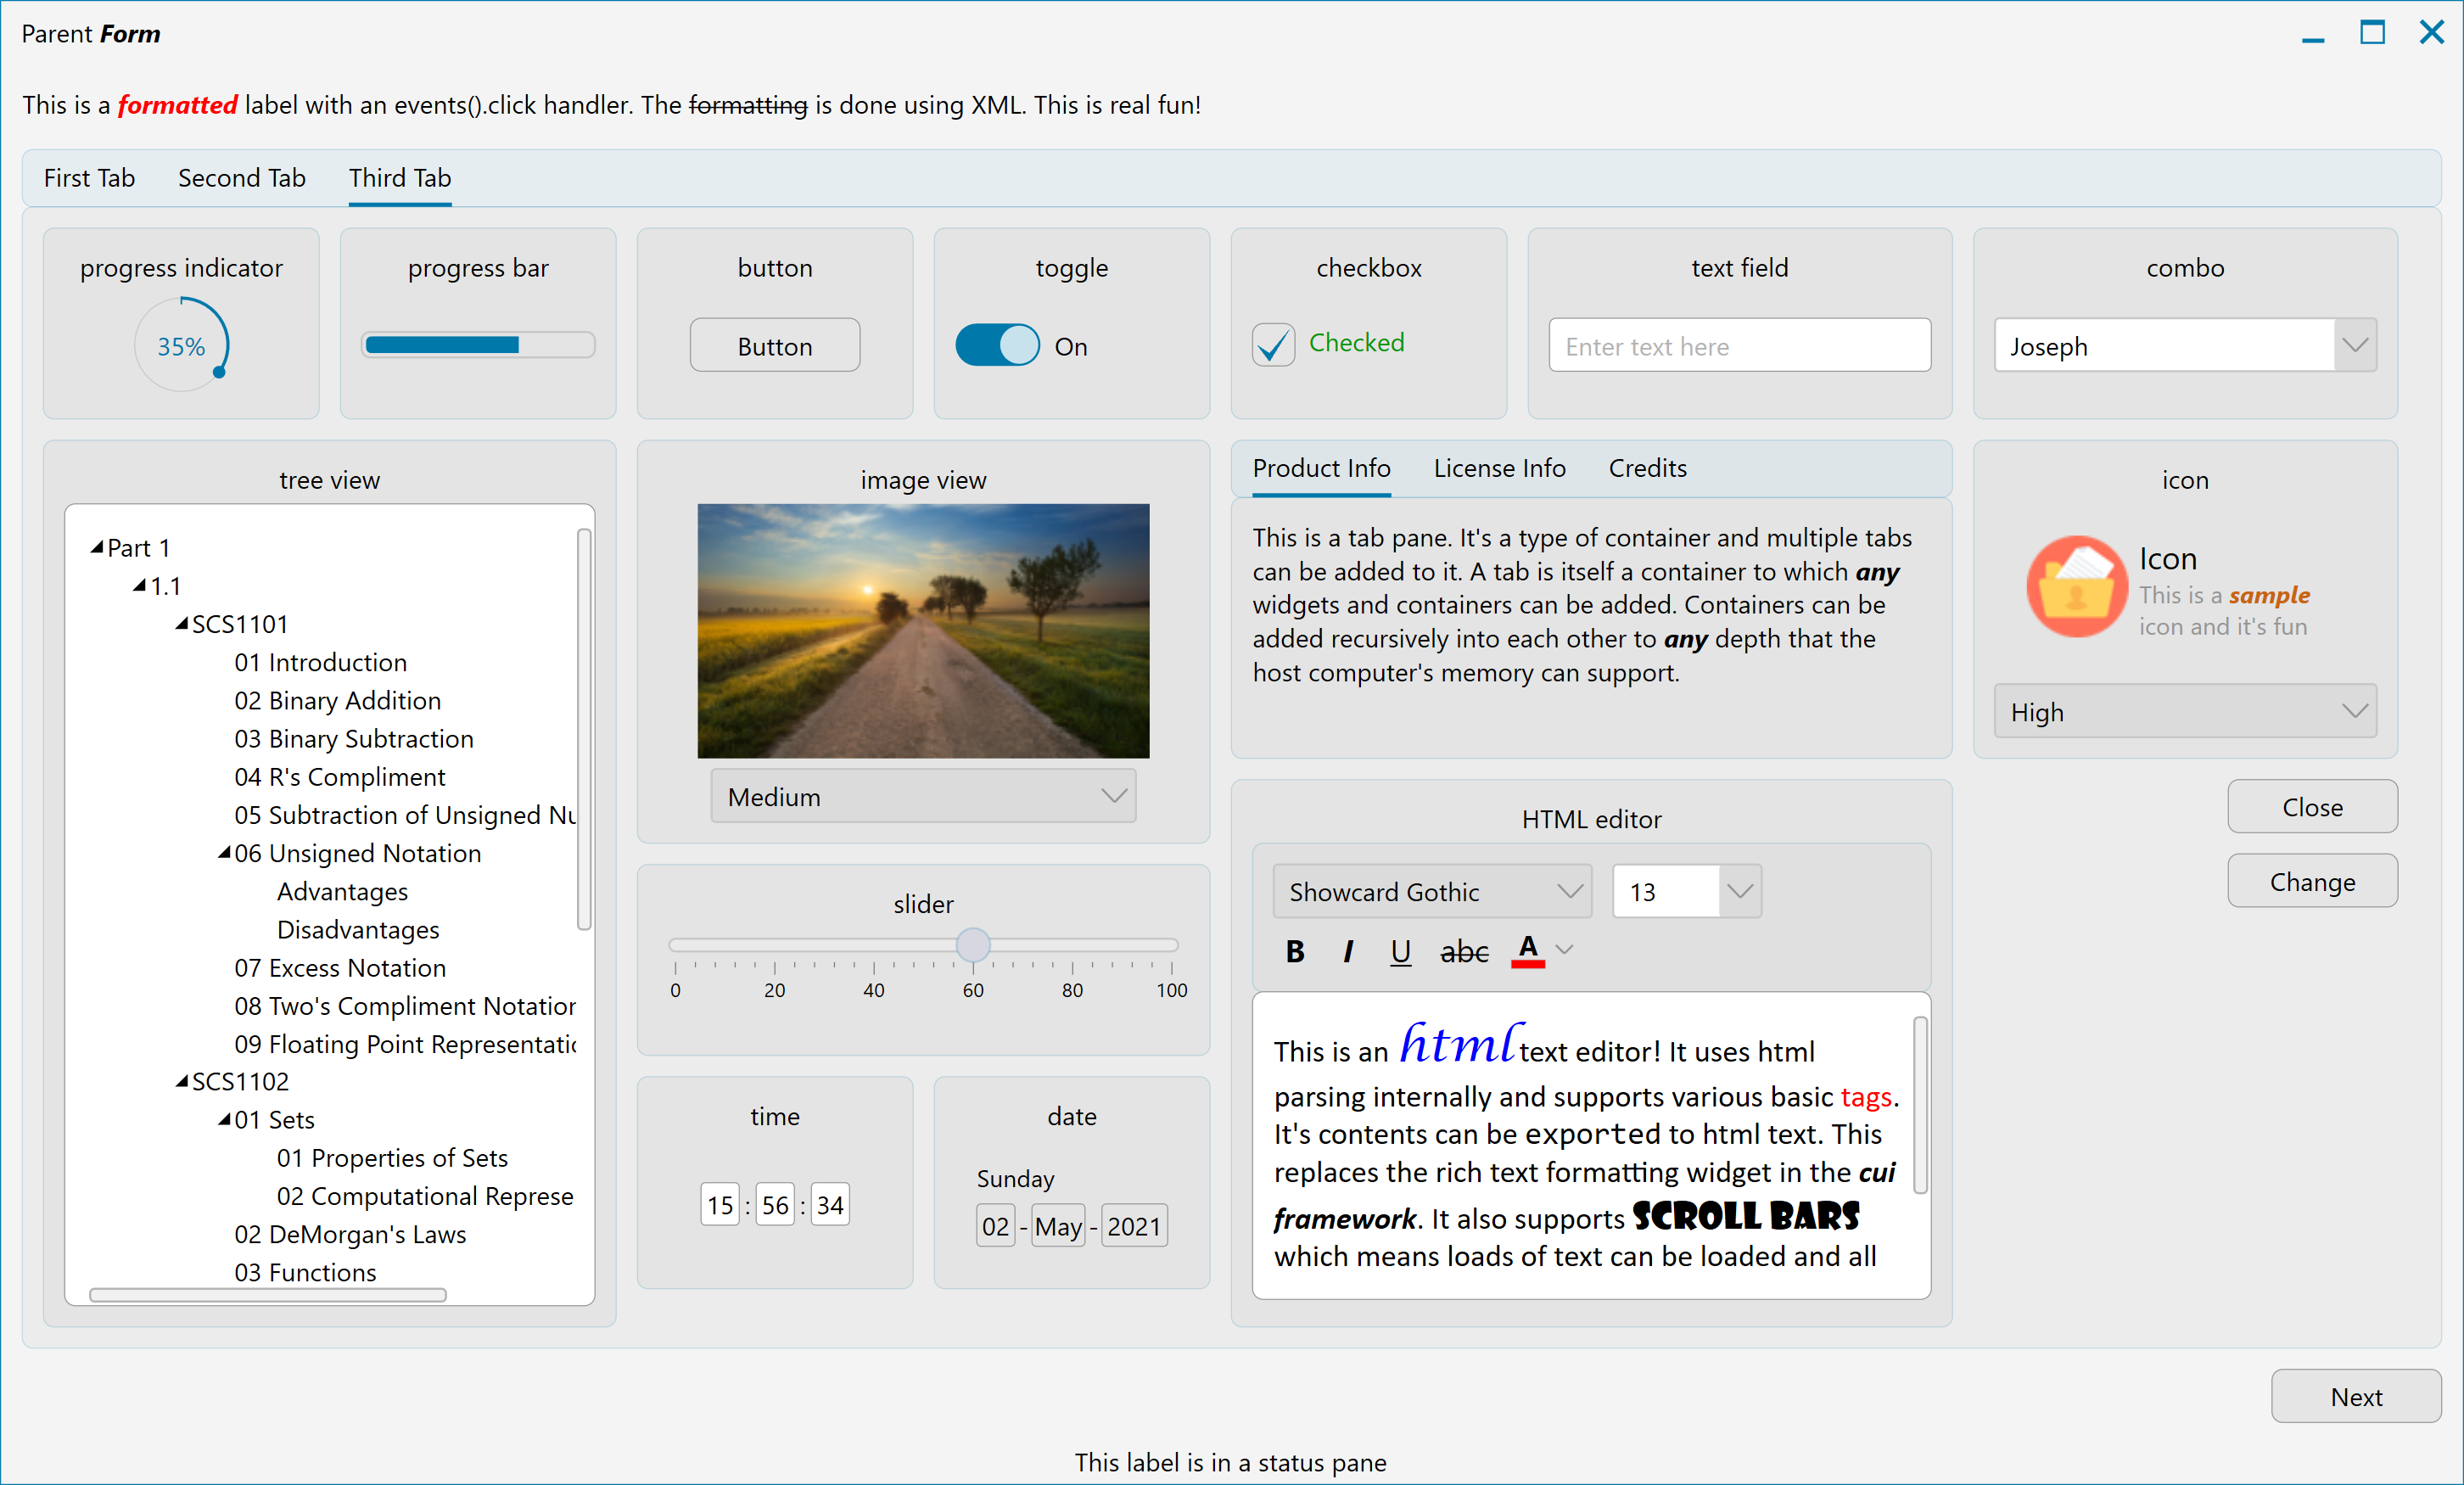 Parent Form
This is a formatted label with an events().click handler. The formatting is done using XML. This is real fun!
First Tab
Second Tab
Third Tab
progress indicator
35%
progress bar
button
Button
toggle
On
checkbox
Checked
text field
Enter text here
combo
Joseph
tree view
Part 1
1.1
SCS1101
01 Introduction
02 Binary Addition
03 Binary Subtraction
04 R's Compliment
05 Subtraction of Unsigned Nu
06 Unsigned Notation
Advantages
Disadvantages
07 Excess Notation
08 Two's Compliment Notation
09 Floating Point Representatic
SCS1102
01 Sets
01 Properties of Sets
02 Computational Represe
02 DeMorgan's Laws
03 Functions
image view
Medium
slider
0 20 40 60 80 100
time
15 : 56 : 34
date
Sunday
02 - May - 2021
Product Info
License Info
Credits
This is a tab pane. It's a type of container and multiple tabs
can be added to it. A tab is itself a container to which any
widgets and containers can be added. Containers can be
added recursively into each other to any depth that the
host computer's memory can support.
HTML editor
Showcard Gothic
13
B I U abc A
This is an html text editor! It uses html
parsing internally and supports various basic tags.
It's contents can be exported to html text. This
replaces the rich text formatting widget in the cui
framework. It also supports SCROLL BARS
which means loads of text can be loaded and all
icon
Icon
This is a sample
icon and it's fun
High
Close
Change
Next
This label is in a status pane